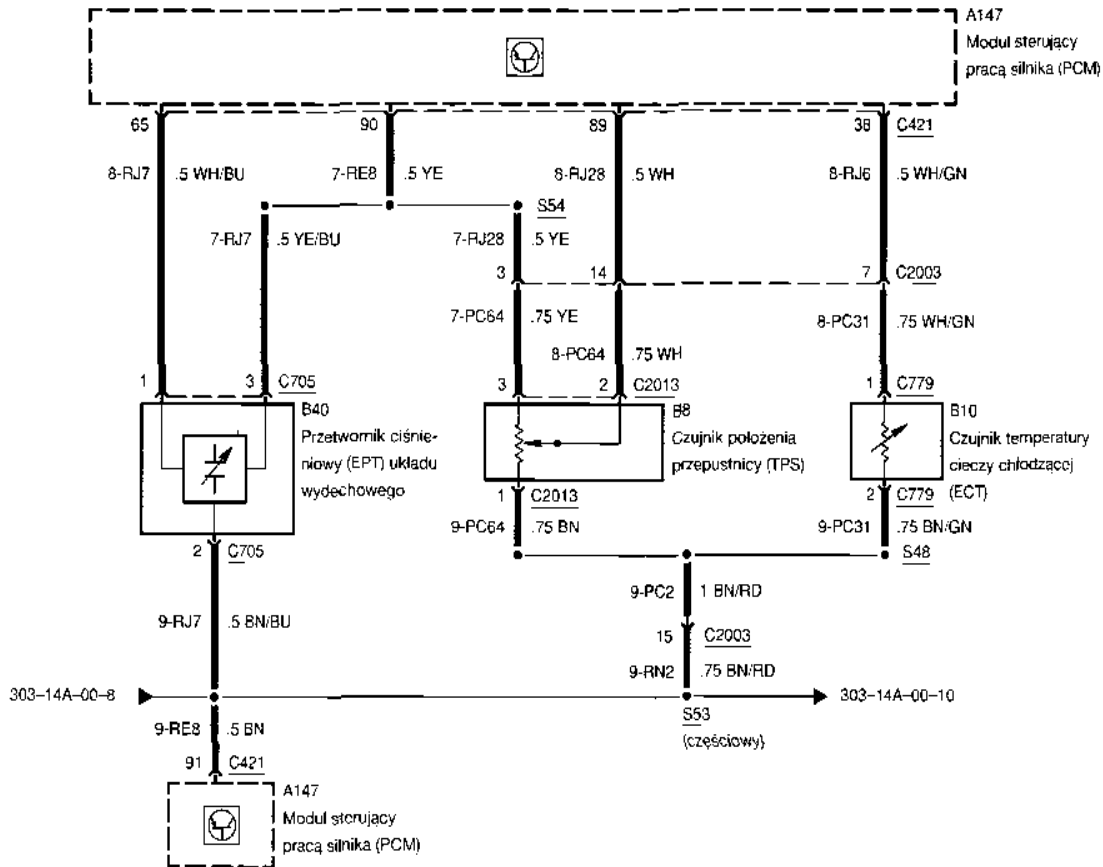 A147
Moduł sterujący
pracą silnika (PCM)
65 90 89 38 C421
8-RJ7 .5 WH/BU 7-RE8 .5 YE 8-RJ28 .5 WH 8-RJ6 .5 WH/GN
S54
7-RJ7 .5 YE/BU 7-RJ28 .5 YE
3 14 7 C2003
7-PC64 .75 YE 8-PC31 .75 WH/GN
8-PC64 .75 WH
1 3 C705 3 2 C2013 1 C779
B40
Przetwornik ciśnie-
niowy (EPT) układu
wydechowego
B8
Czujnik położenia
przepustnicy (TPS)
B10
Czujnik temperatury
cieczy chłodzącej
(ECT)
1 C2013 2 C779
9-PC64 .75 BN 9-PC31 .75 BN/GN
2 C705 S48
9-PC2 1 BN/RD
9-RJ7 .5 BN/BU
15 C2003
9-RN2 .75 BN/RD
303-14A-00-8 303-14A-00-10
S53
(częściowy)
9-RE8 .5 BN
91 C421
A147
Moduł sterujący
pracą silnika (PCM)